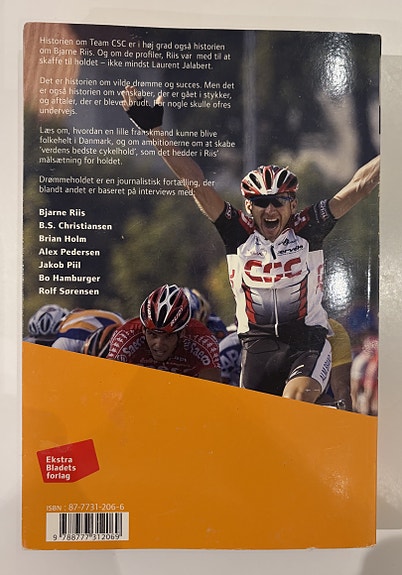 Historien om Team CSC er i høj grad også historien
om Bjarne Riis. Og om de profiler, Riis var med til at
skaffe til holdet – ikke mindst Laurent Jalabert.
Det er historien om vilde drømme og succes. Men det
er også historien om venskaber, der er gået i stykker,
og aftaler, der er blevet brudt. For nogle skulle ofres
undervejs.
Læs om, hvordan en lille franskmand kunne blive
folkehelt i Danmark, og om ambitionerne om at skabe
'verdens bedste cykelhold', som det hedder i Riis'
målsætning for holdet.
Drømmeholdet er en journalistisk fortælling, der
blandt andet er baseret på interviews med:
Bjarne Riis
B.S. Christiansen
Brian Holm
Alex Pedersen
Jakob Piil
Bo Hamburger
Rolf Sørensen
CSC
Ekstra
Bladets
forlag
ISBN: 87-7731-206-6
9 788777 312069